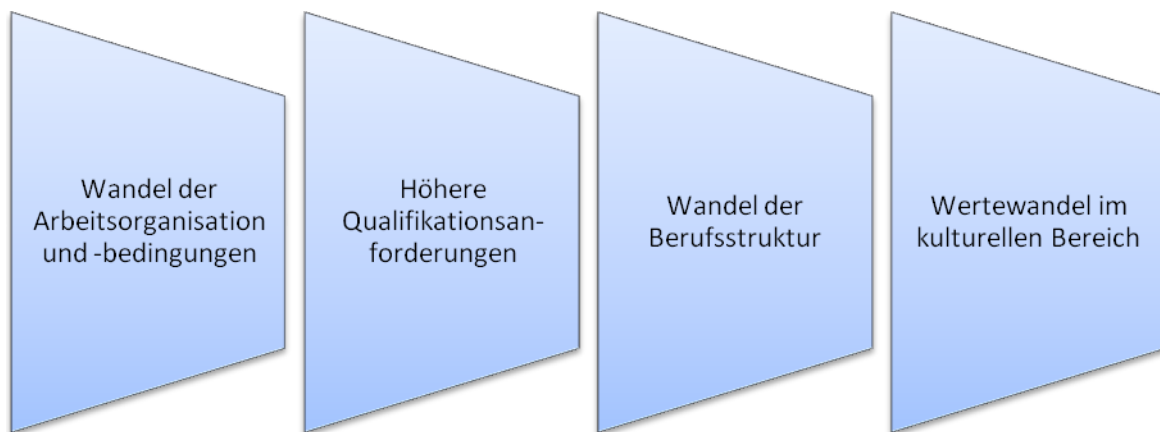 Wandel der
Arbeitsorganisation
und -bedingungen
Höhere
Qualifikationsan-
forderungen
Wandel der
Berufsstruktur
Wertewandel im
kulturellen Bereich